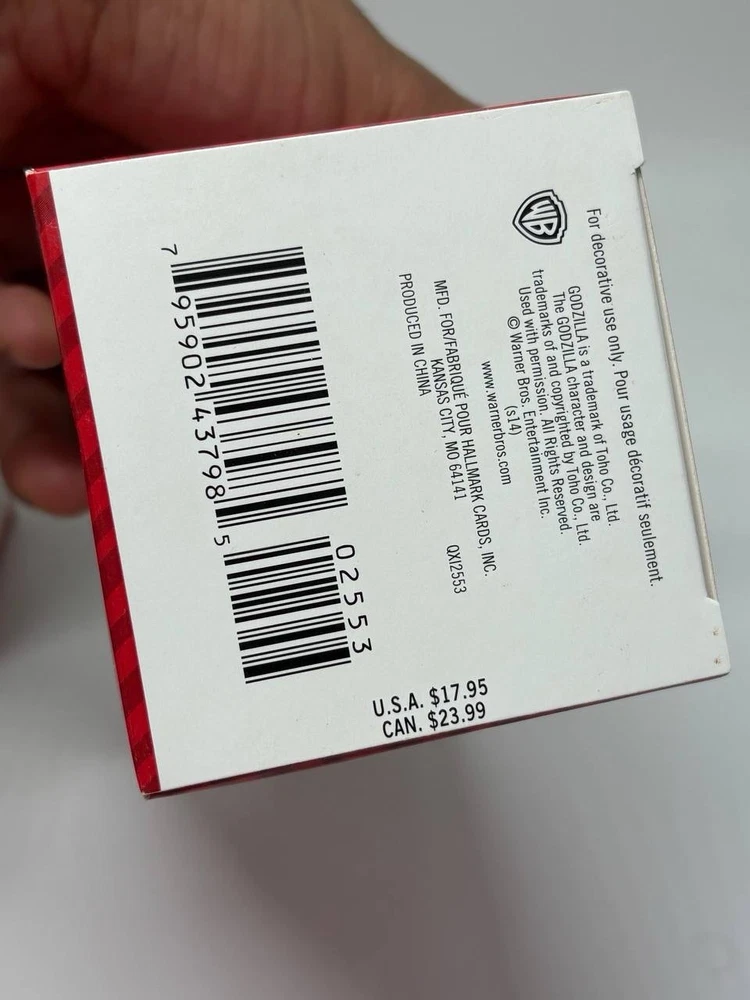 For decorative use only. Pour usage décoratif seulement.
GODZILLA is a trademark of Toho Co., Ltd.
The GODZILLA character and design are
trademarks of and copyrighted by Toho Co., Ltd.
Used with permission. All Rights Reserved.
© Warner Bros. Entertainment Inc.
(s14)
www.warnerbros.com
WB
MFD. FOR/FABRIQUÉ POUR HALLMARK CARDS, INC.
KANSAS CITY, MO 64141
PRODUCED IN CHINA
QXI2553
7 95902 43798 5
02553
U.S.A. $17.95
CAN. $23.99